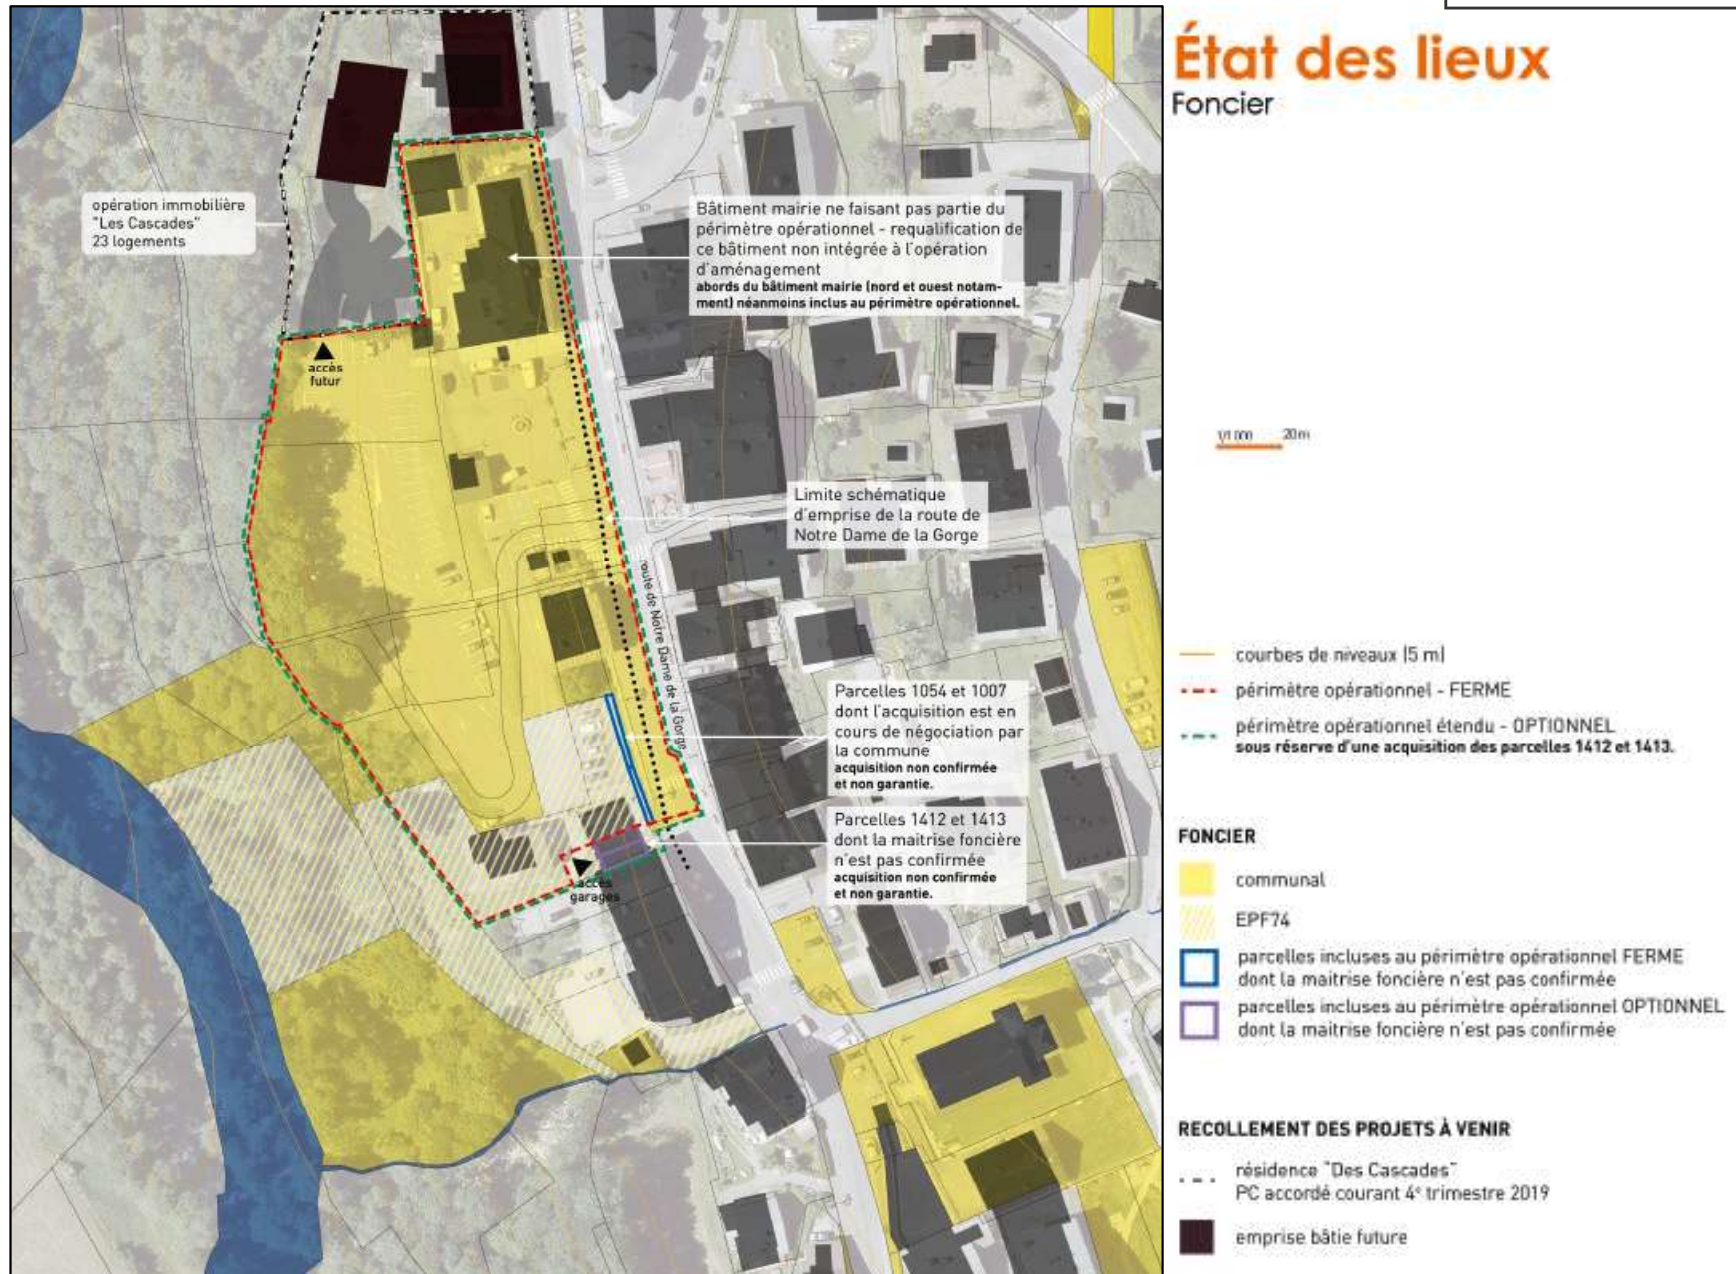 État des lieux
Foncier
opération immobilière
"Les Cascades"
23 logements
Bâtiment mairie ne faisant pas partie du
périmètre opérationnel - requalification de
ce bâtiment non intégrée à l'opération
d'aménagement
abords du bâtiment mairie (nord et ouest notam-
ment) néanmoins inclus au périmètre opérationnel.
accès
futur
Limite schématique
d'emprise de la route de
Notre Dame de la Gorge
route de Notre Dame de la Gorge
Parcelles 1054 et 1007
dont l'acquisition est en
cours de négociation par
la commune
acquisition non confirmée
et non garantie.
Parcelles 1412 et 1413
dont la maitrise foncière
n'est pas confirmée
acquisition non confirmée
et non garantie.
accès
garages
1/1 000 20m
courbes de niveaux (5 m)
périmètre opérationnel - FERME
périmètre opérationnel étendu - OPTIONNEL
sous réserve d'une acquisition des parcelles 1412 et 1413.
FONCIER
communal
EPF74
parcelles incluses au périmètre opérationnel FERME
dont la maitrise foncière n'est pas confirmée
parcelles incluses au périmètre opérationnel OPTIONNEL
dont la maitrise foncière n'est pas confirmée
RECOLLEMENT DES PROJETS À VENIR
résidence "Des Cascades"
PC accordé courant 4e trimestre 2019
emprise bâtie future